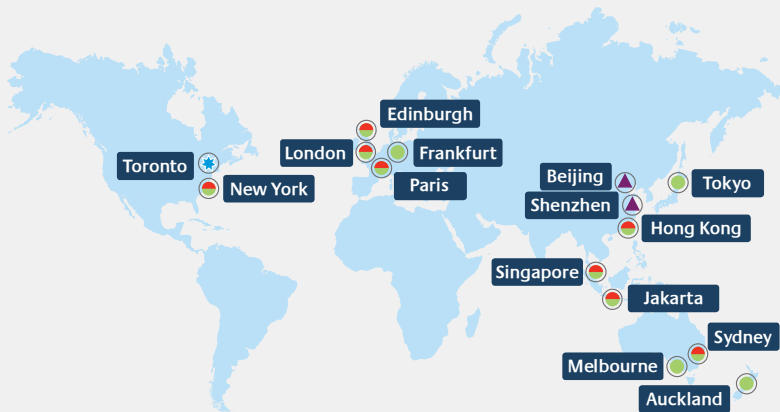 Edinburgh
London
Frankfurt
Toronto
Paris
New York
Beijing
Tokyo
Shenzhen
Hong Kong
Singapore
Jakarta
Sydney
Melbourne
Auckland